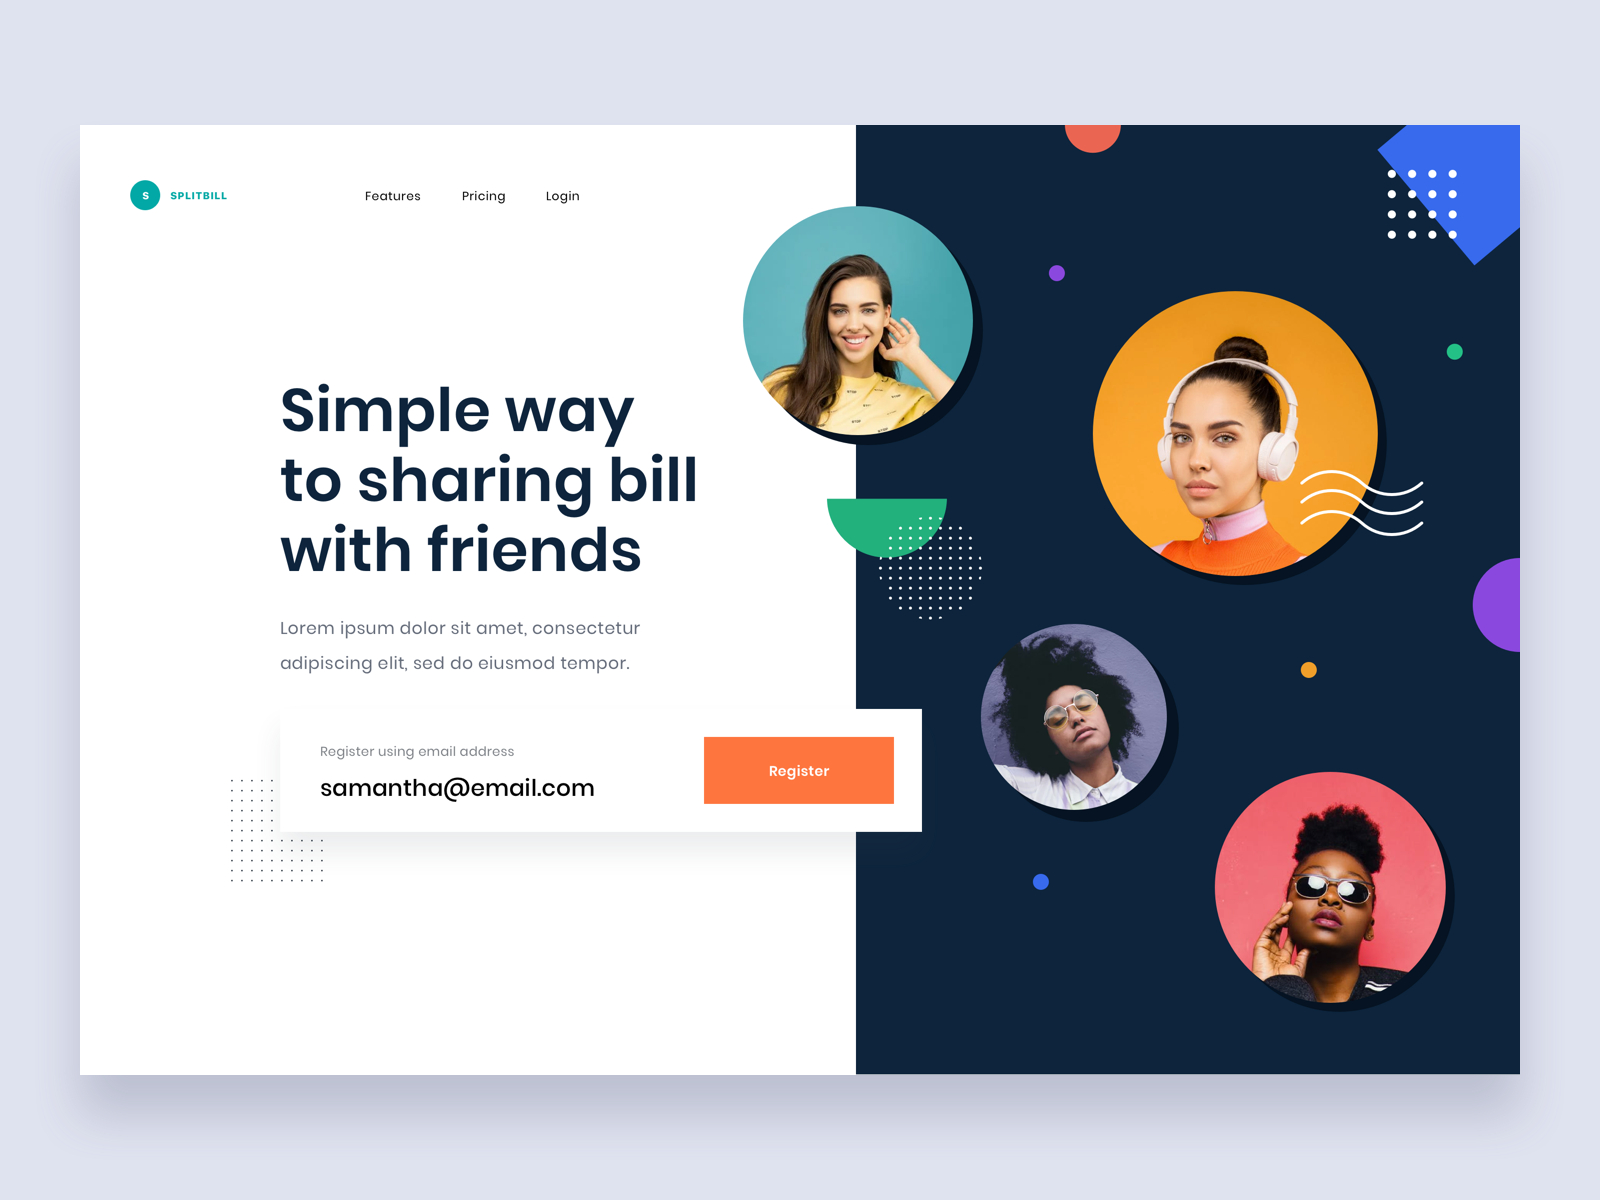 S
SPLITBILL
Features
Pricing
Login
Simple way
to sharing bill
with friends
Lorem ipsum dolor sit amet, consectetur
adipiscing elit, sed do eiusmod tempor.
Register using email address
samantha@email.com
Register